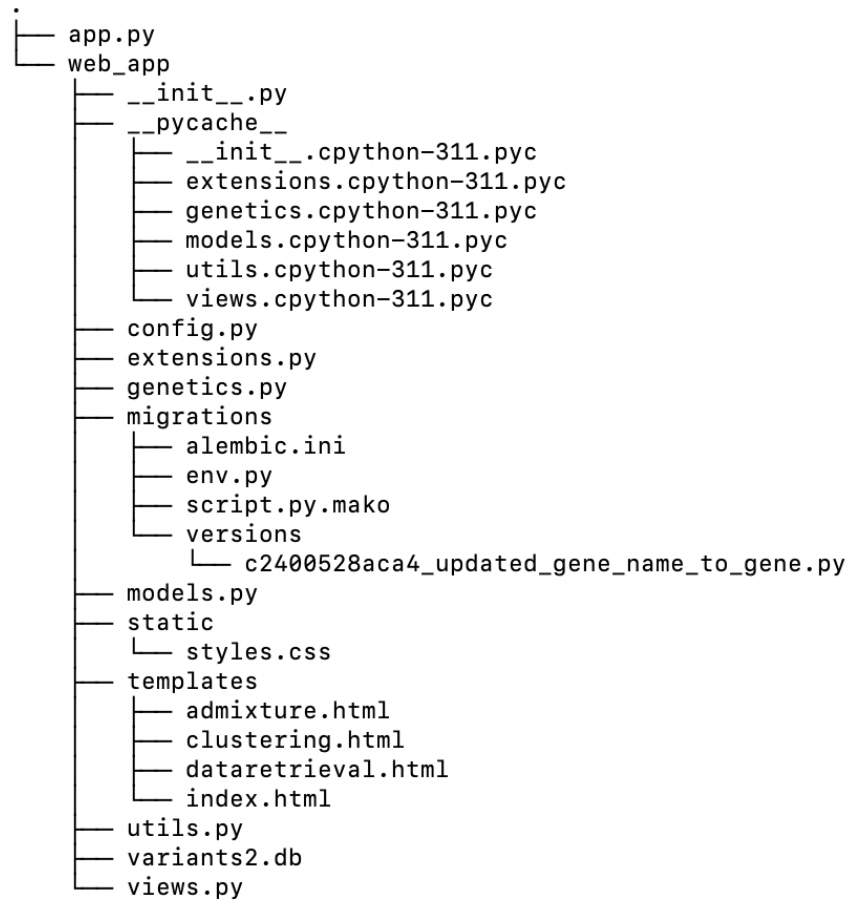 .
├── app.py
└── web_app
    ├── __init__.py
    ├── __pycache__
    │   ├── __init__.cpython-311.pyc
    │   ├── extensions.cpython-311.pyc
    │   ├── genetics.cpython-311.pyc
    │   ├── models.cpython-311.pyc
    │   ├── utils.cpython-311.pyc
    │   └── views.cpython-311.pyc
    ├── config.py
    ├── extensions.py
    ├── genetics.py
    ├── migrations
    │   ├── alembic.ini
    │   ├── env.py
    │   ├── script.py.mako
    │   └── versions
    │       └── c2400528aca4_updated_gene_name_to_gene.py
    ├── models.py
    ├── static
    │   └── styles.css
    ├── templates
    │   ├── admixture.html
    │   ├── clustering.html
    │   ├── dataretrieval.html
    │   └── index.html
    ├── utils.py
    ├── variants2.db
    └── views.py